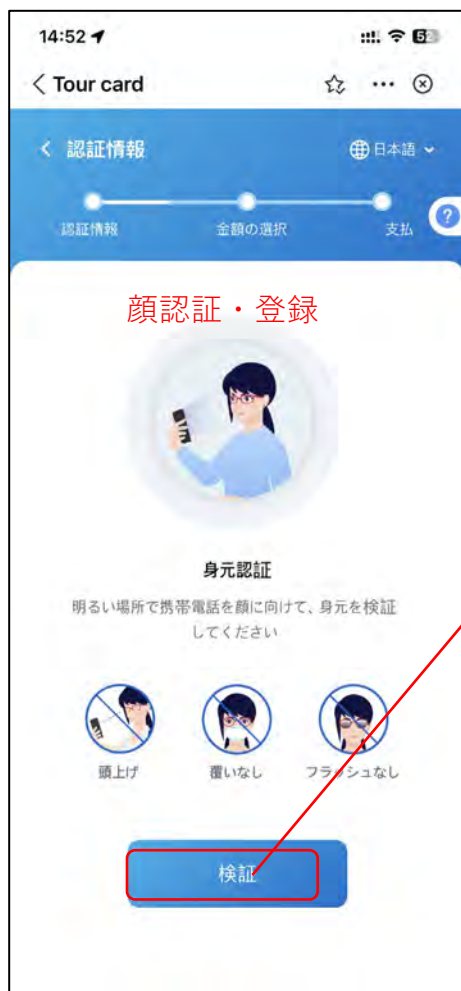 14:52
52
Tour card
認証情報
日本語
認証情報
金額の選択
支払
?
顔認証・登録
身元認証
明るい場所で携帯電話を顔に向けて、身元を検証
してください
頭上げ
覆いなし
フラッシュなし
検証